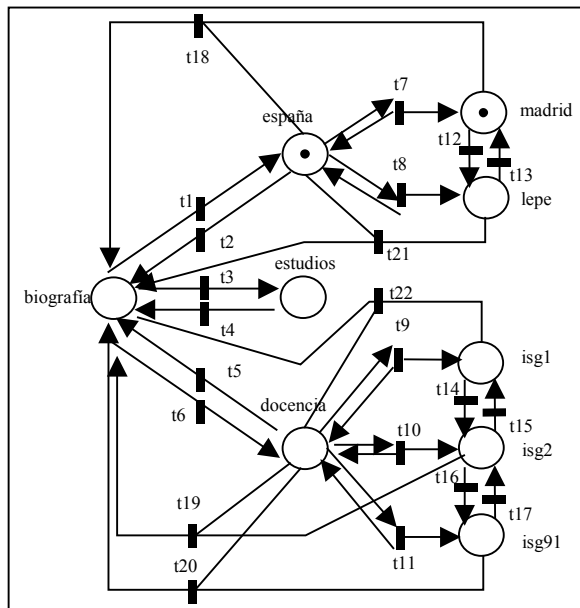 t18
t7
españa
madrid
t12
t13
t8
lepe
t1
t2
t21
estudios
t3
biografía
t22
t4
t9
isg1
t5
t14
t6
docencia
t15
t10
isg2
t16
t19
t17
t11
isg91
t20